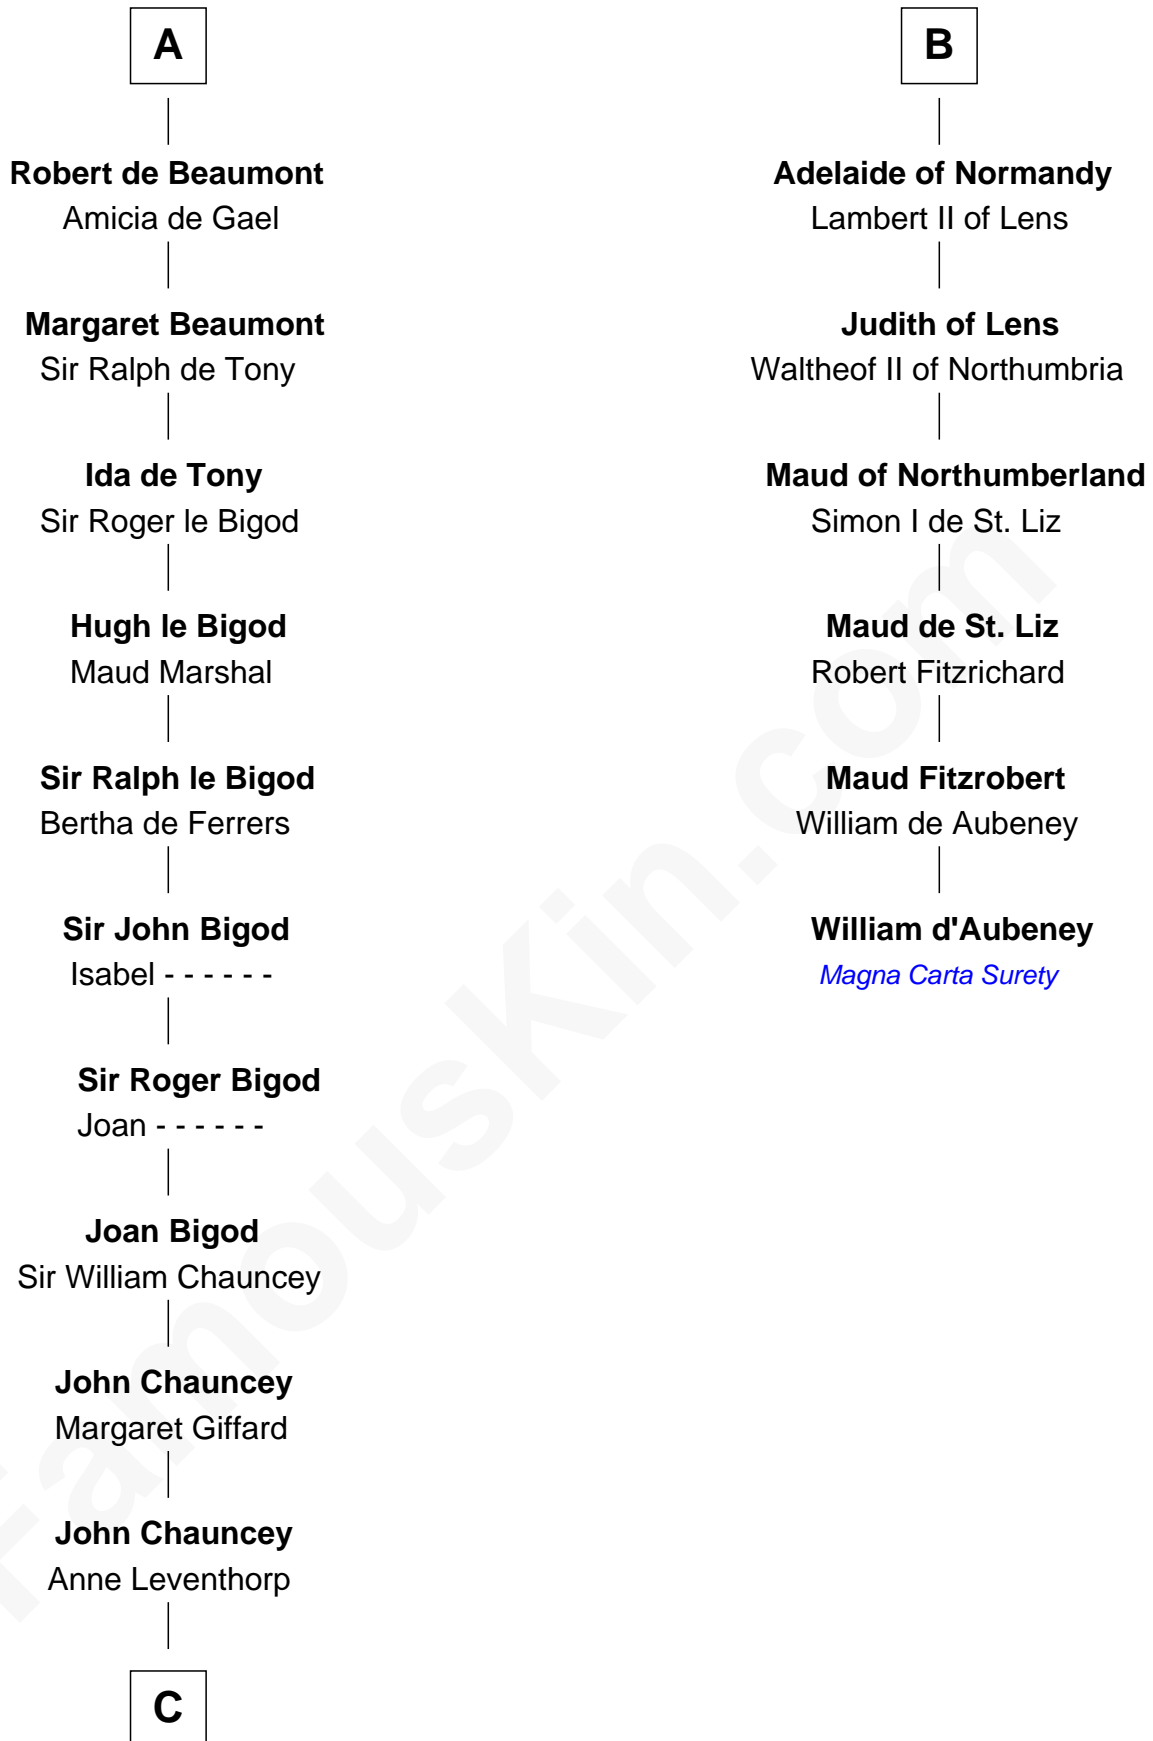 A
Robert de Beaumont
Amicia de Gael
Margaret Beaumont
Sir Ralph de Tony
Ida de Tony
Sir Roger le Bigod
Hugh le Bigod
Maud Marshal
Sir Ralph le Bigod
Bertha de Ferrers
Sir John Bigod
Isabel - - - - - -
Sir Roger Bigod
Joan - - - - - -
Joan Bigod
Sir William Chauncey
John Chauncey
Margaret Giffard
John Chauncey
Anne Leventhorp
C
B
Adelaide of Normandy
Lambert II of Lens
Judith of Lens
Waltheof II of Northumbria
Maud of Northumberland
Simon I de St. Liz
Maud de St. Liz
Robert Fitzrichard
Maud Fitzrobert
William de Aubeney
William d'Aubeney
Magna Carta Surety
FamousKin.com